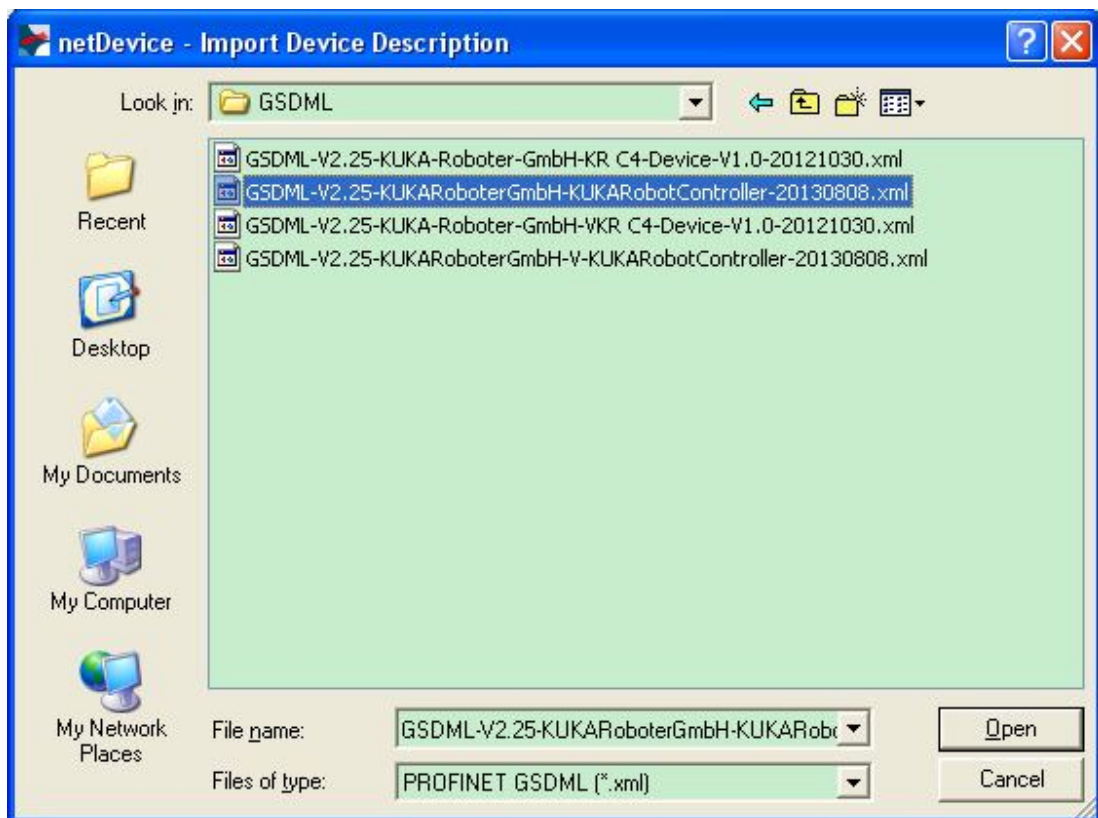 netDevice - Import Device Description
Look in: GSDML
GSDML-V2.25-KUKA-Roboter-GmbH-KR C4-Device-V1.0-20121030.xml
GSDML-V2.25-KUKARoboterGmbH-KUKARobotController-20130808.xml
GSDML-V2.25-KUKA-Roboter-GmbH-VKR C4-Device-V1.0-20121030.xml
GSDML-V2.25-KUKARoboterGmbH-V-KUKARobotController-20130808.xml
Recent
Desktop
My Documents
My Computer
My Network
Places
File name: GSDML-V2.25-KUKARoboterGmbH-KUKARob Open
Files of type: PROFINET GSDML (*.xml) Cancel